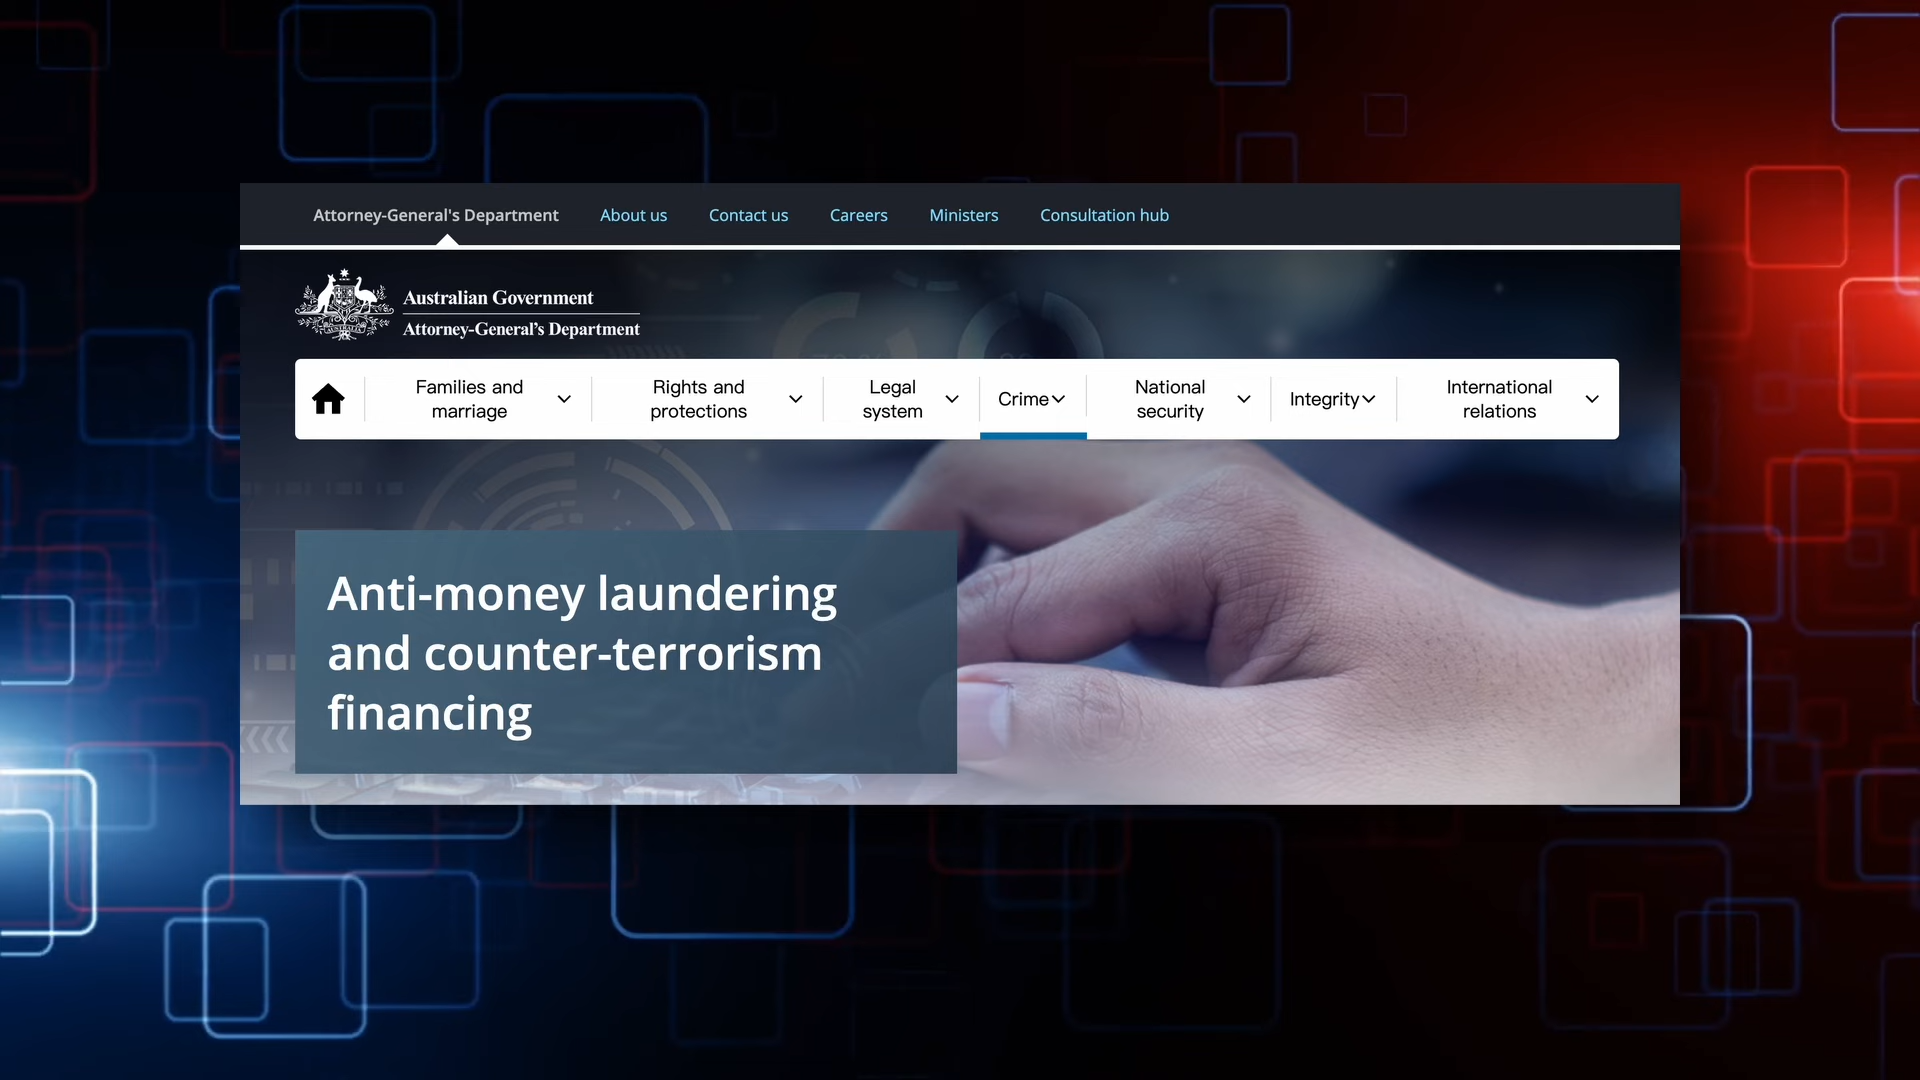 Attorney-General's Department About us Contact us Careers Ministers Consultation hub
Australian Government
Attorney-General's Department
Families and
marriage
Rights and
protections
Legal
system
Crime
National
security
Integrity
International
relations
Anti-money laundering
and counter-terrorism
financing